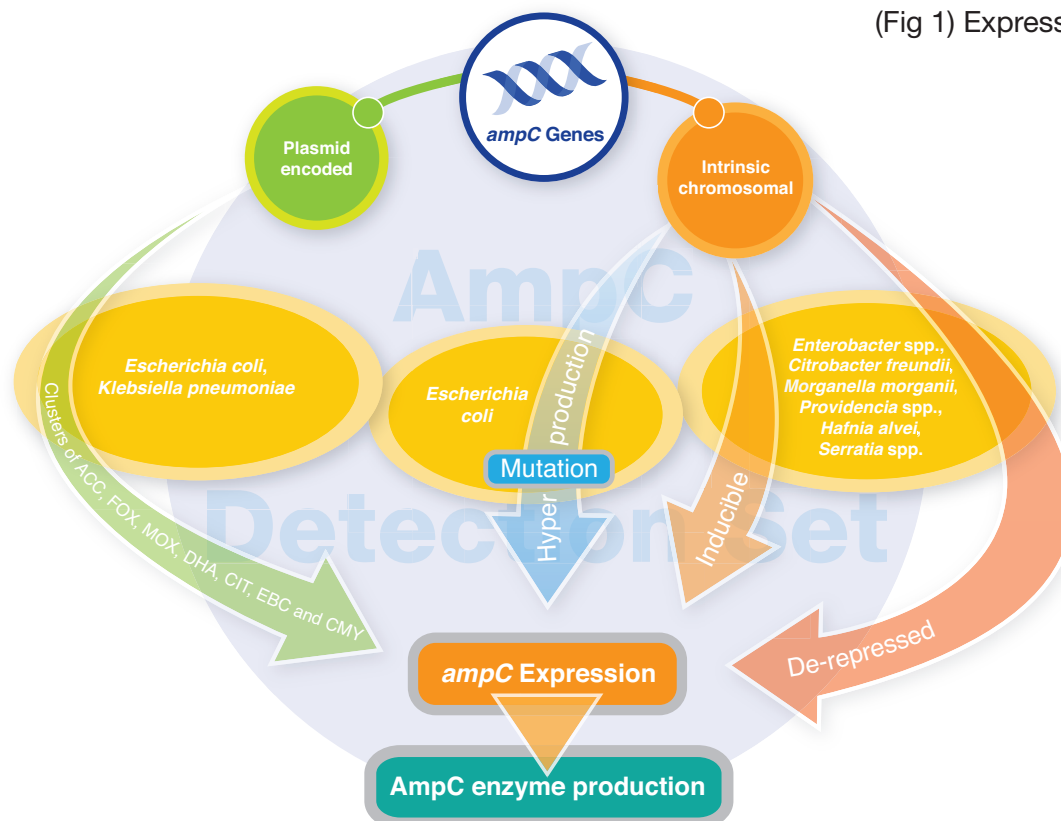 (Fig 1) Express
ampC Genes
Plasmid
encoded
Intrinsic
chromosomal
AmpC
Detection Set
Escherichia coli,
Klebsiella pneumoniae
Escherichia
coli
Enterobacter spp.,
Citrobacter freundii,
Morganella morganii,
Providencia spp.,
Hafnia alvei,
Serratia spp.
Clusters of ACC, FOX, MOX, DHA, CIT, EBC and CMY
Hyper production
Mutation
Inducible
De-repressed
ampC Expression
AmpC enzyme production